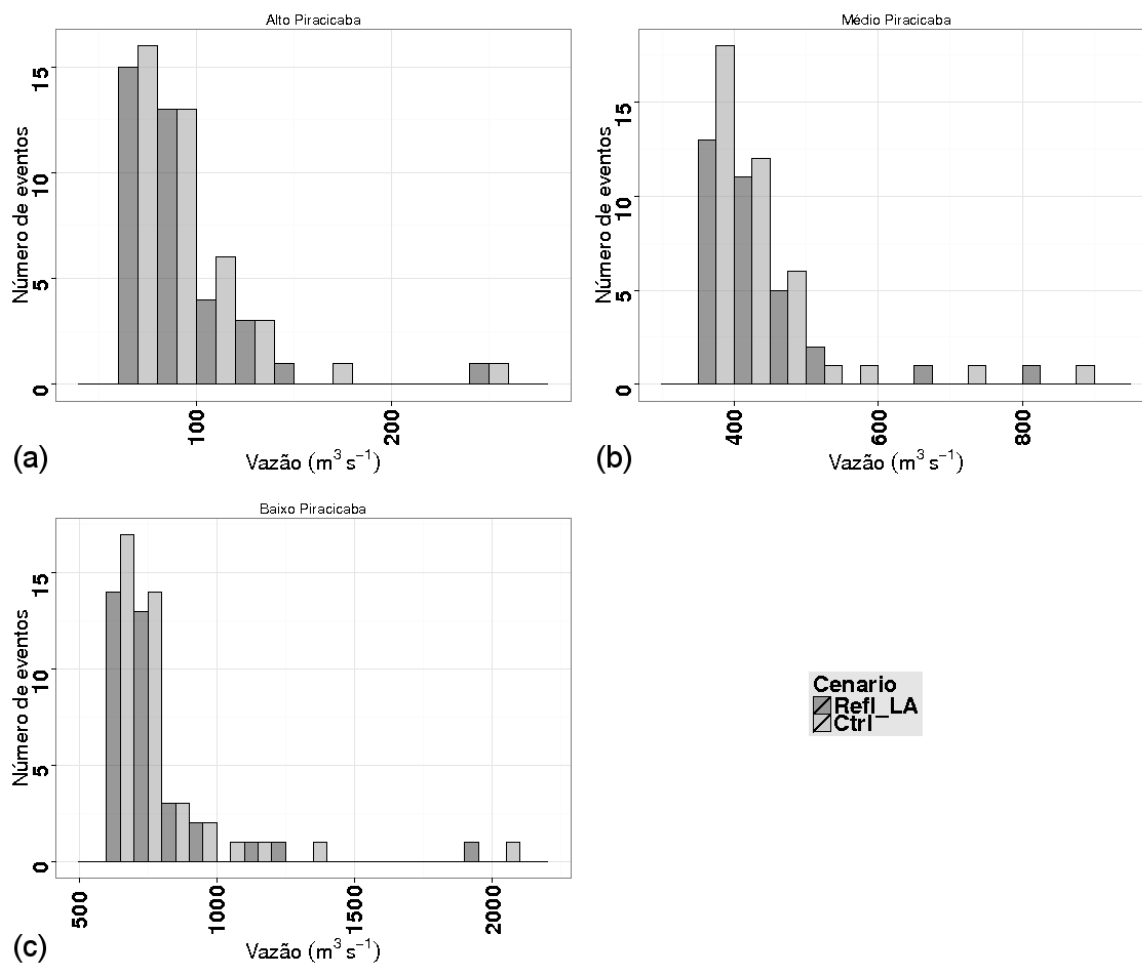 Alto Piracicaba
Número de eventos
15
10
5
0
100
200
Vazão (m³ s⁻¹)
(a)
Médio Piracicaba
Número de eventos
15
10
5
0
400
600
800
Vazão (m³ s⁻¹)
(b)
Baixo Piracicaba
Número de eventos
15
10
5
0
500
1000
1500
2000
Vazão (m³ s⁻¹)
(c)
Cenario
Refl_LA
Ctrl